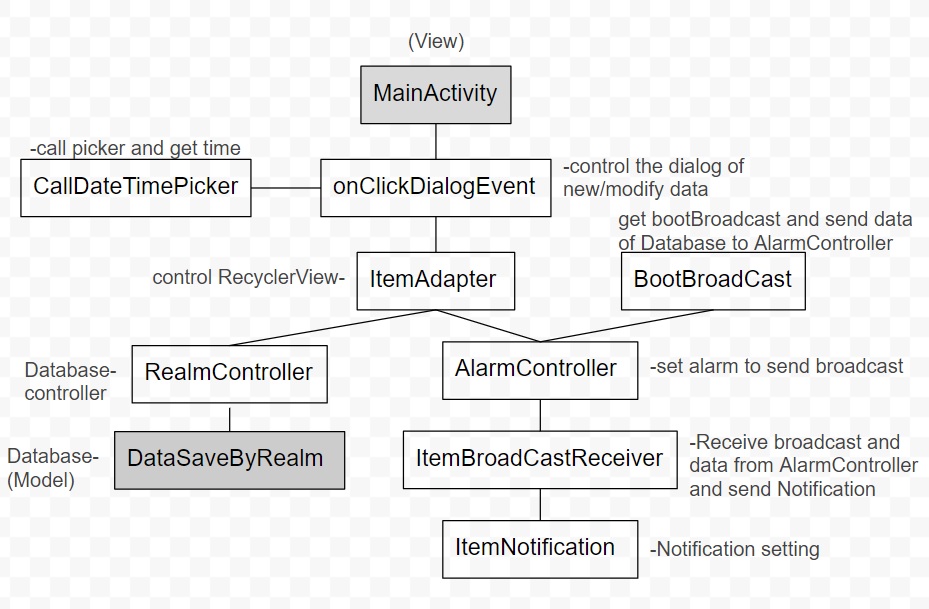 (View)
MainActivity
-call picker and get time
CallDateTimePicker
onClickDialogEvent
-control the dialog of
new/modify data
get bootBroadcast and send data
of Database to AlarmController
control RecyclerView-
ItemAdapter
BootBroadCast
Database-
controller
RealmController
AlarmController
-set alarm to send broadcast
Database-
(Model)
DataSaveByRealm
ItemBroadCastReceiver
-Receive broadcast and
data from AlarmController
and send Notification
ItemNotification
-Notification setting